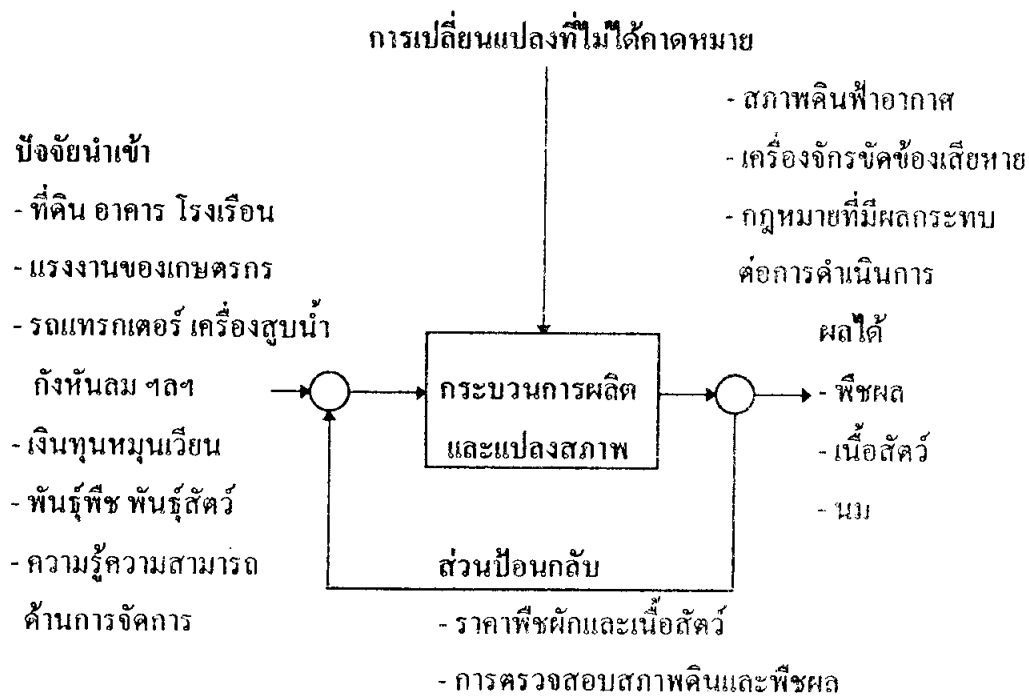 การเปลี่ยนแปลงที่ไม่ได้คาดหมาย
- สภาพดินฟ้าอากาศ
- เครื่องจักรขัดข้องเสียหาย
- กฎหมายที่มีผลกระทบ
ต่อการดำเนินการ
ปัจจัยนำเข้า
- ที่ดิน อาคาร โรงเรือน
- แรงงานของเกษตรกร
- รถแทรกเตอร์ เครื่องสูบน้ำ
กังหันลม ฯลฯ
- เงินทุนหมุนเวียน
- พันธุ์พืช พันธุ์สัตว์
- ความรู้ความสามารถ
ด้านการจัดการ
กระบวนการผลิต
และแปลงสภาพ
ผลได้
- พืชผล
- เนื้อสัตว์
- นม
ส่วนป้อนกลับ
- ราคาพืชผักและเนื้อสัตว์
- การตรวจสอบสภาพดินและพืชผล